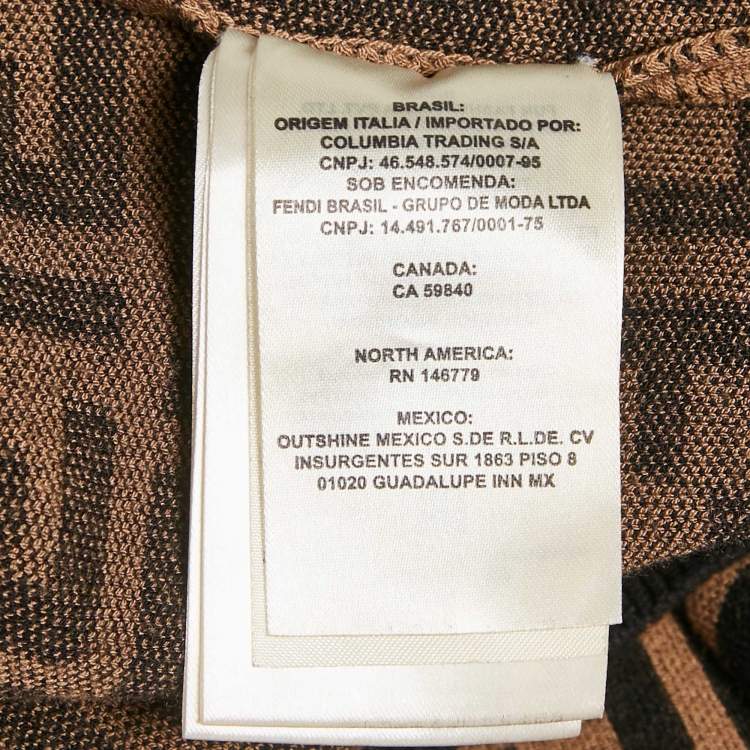 BRASIL:
ORIGEM ITALIA / IMPORTADO POR:
COLUMBIA TRADING S/A
CNPJ: 46.548.574/0007-95
SOB ENCOMENDA:
FENDI BRASIL - GRUPO DE MODA LTDA
CNPJ: 14.491.767/0001-75
CANADA:
CA 59840
NORTH AMERICA:
RN 146779
MEXICO:
OUTSHINE MEXICO S.DE R.L.DE. CV
INSURGENTES SUR 1863 PISO 8
01020 GUADALUPE INN MX